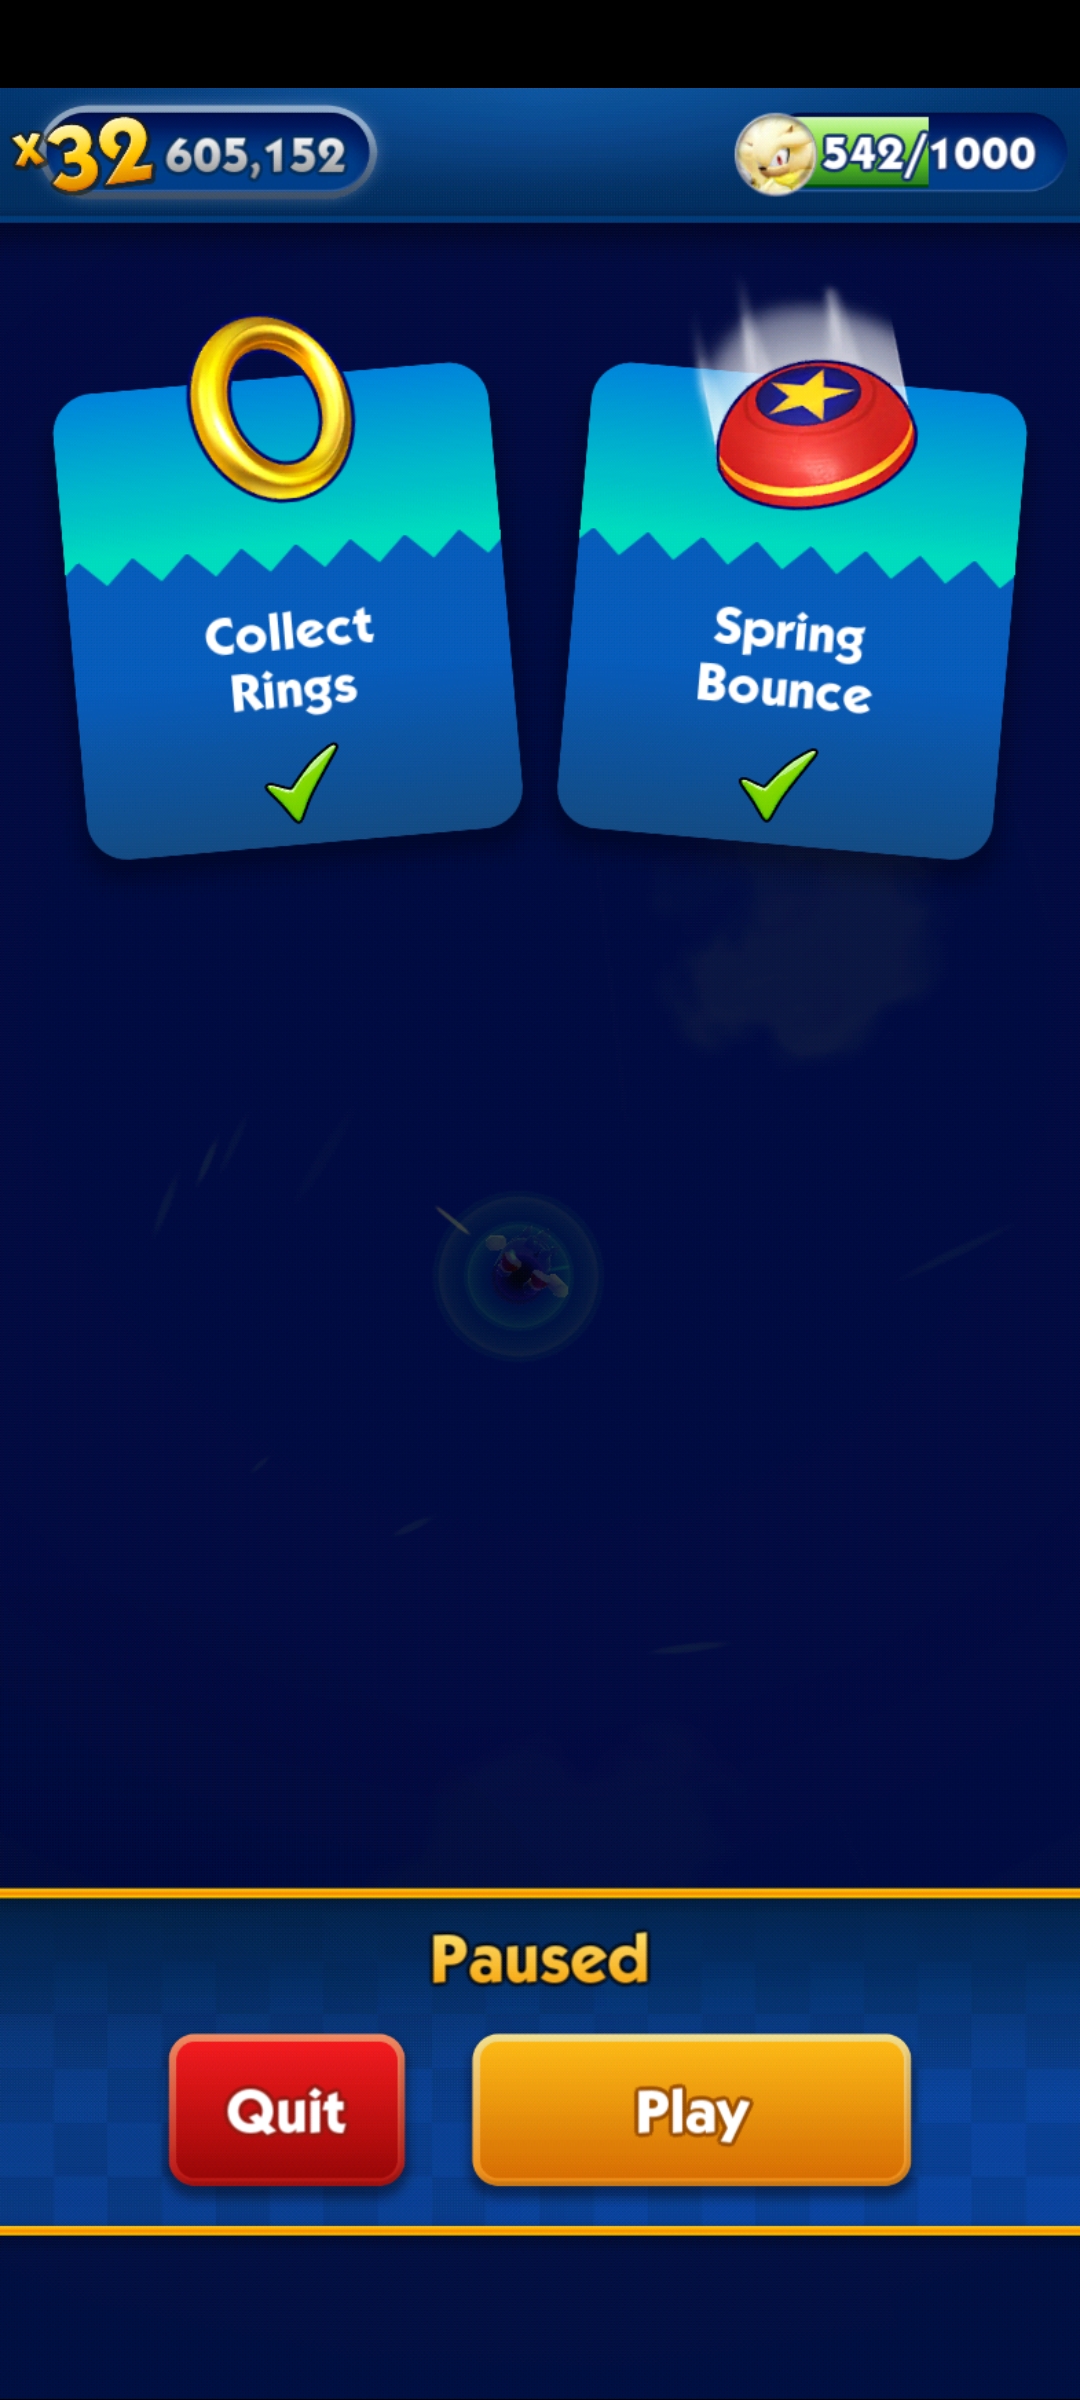 x32 605,152
542/1000
Collect
Rings
Spring
Bounce
Paused
Quit
Play